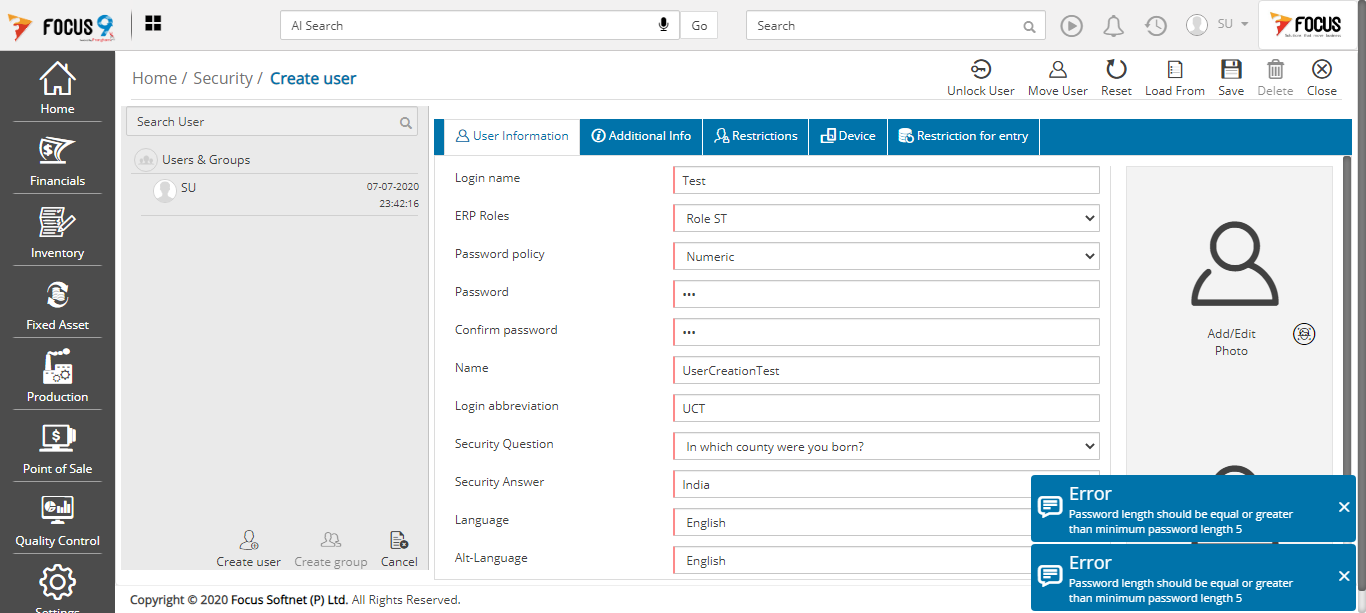 FOCUS 9
AI Search
Go
Search
SU
FOCUS
Home
Financials
Inventory
Fixed Asset
Production
Point of Sale
Quality Control
Settings
Home / Security / Create user
Unlock User
Move User
Reset
Load From
Save
Delete
Close
Search User
Users & Groups
SU
07-07-2020
23:42:16
Create user
Create group
Cancel
User Information
Additional Info
Restrictions
Device
Restriction for entry
Login name
Test
ERP Roles
Role ST
Password policy
Numeric
Password
•••
Confirm password
•••
Name
UserCreationTest
Login abbreviation
UCT
Security Question
In which county were you born?
Security Answer
India
Language
English
Alt-Language
English
Add/Edit
Photo
Error
Password length should be equal or greater
than minimum password length 5
Error
Password length should be equal or greater
than minimum password length 5
Copyright © 2020 Focus Softnet (P) Ltd. All Rights Reserved.